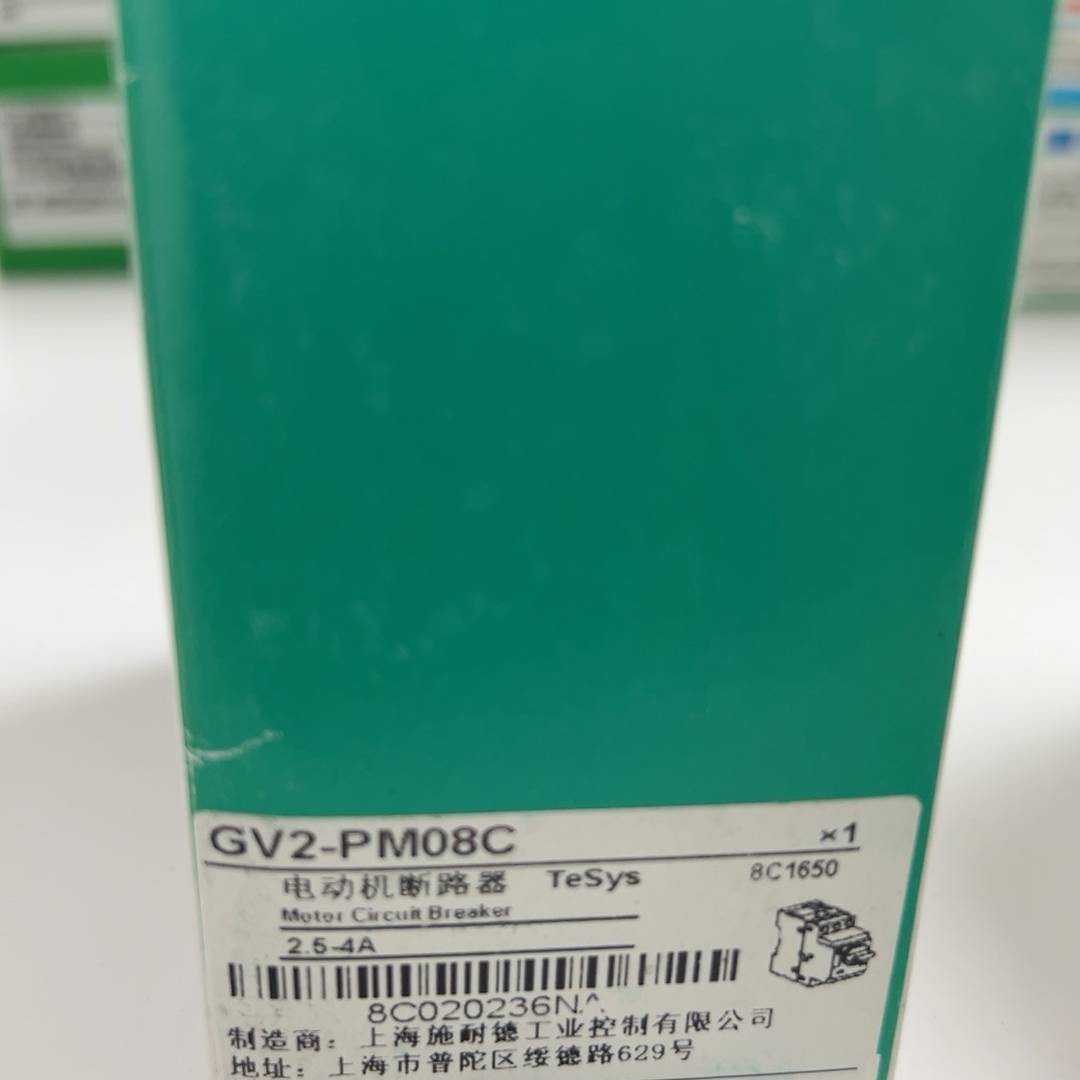 GV2-PM08C ×1
电动机断路器 TeSys 8C1650
Motor Circuit Breaker
2.5-4A
8C020236N
制造商：上海施耐德工业控制有限公司
地址：上海市普陀区绥德路629号